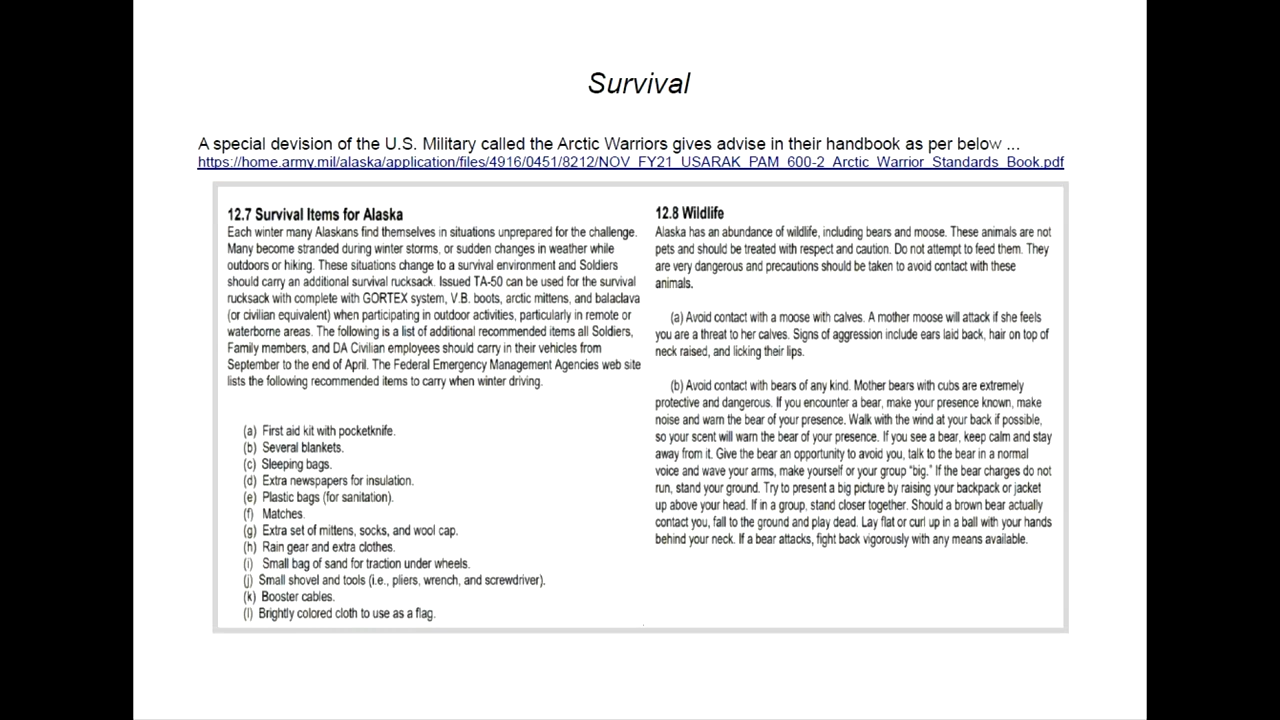 Survival
A special devision of the U.S. Military called the Arctic Warriors gives advise in their handbook as per below ...
https://home.army.mil/alaska/application/files/4916/0451/8212/NOV_FY21_USARAK_PAM_600-2_Arctic_Warrior_Standards_Book.pdf
12.7 Survival Items for Alaska
Each winter many Alaskans find themselves in situations unprepared for the challenge.
Many become stranded during winter storms, or sudden changes in weather while
outdoors or hiking. These situations change to a survival environment and Soldiers
should carry an additional survival rucksack. Issued TA-50 can be used for the survival
rucksack with complete with GORTEX system, V.B. boots, arctic mittens, and balaclava
(or civilian equivalent) when participating in outdoor activities, particularly in remote or
waterborne areas. The following is a list of additional recommended items all Soldiers,
Family members, and DA Civilian employees should carry in their vehicles from
September to the end of April. The Federal Emergency Management Agencies web site
lists the following recommended items to carry when winter driving.
(a) First aid kit with pocketknife.
(b) Several blankets.
(c) Sleeping bags.
(d) Extra newspapers for insulation.
(e) Plastic bags (for sanitation).
(f) Matches.
(g) Extra set of mittens, socks, and wool cap.
(h) Rain gear and extra clothes.
(i) Small bag of sand for traction under wheels.
(j) Small shovel and tools (i.e., pliers, wrench, and screwdriver).
(k) Booster cables.
(l) Brightly colored cloth to use as a flag.
12.8 Wildlife
Alaska has an abundance of wildlife, including bears and moose. These animals are not
pets and should be treated with respect and caution. Do not attempt to feed them. They
are very dangerous and precautions should be taken to avoid contact with these
animals.
(a) Avoid contact with a moose with calves. A mother moose will attack if she feels
you are a threat to her calves. Signs of aggression include ears laid back, hair on top of
neck raised, and licking their lips.
(b) Avoid contact with bears of any kind. Mother bears with cubs are extremely
protective and dangerous. If you encounter a bear, make your presence known, make
noise and warn the bear of your presence. Walk with the wind at your back if possible,
so your scent will warn the bear of your presence. If you see a bear, keep calm and stay
away from it. Give the bear an opportunity to avoid you, talk to the bear in a normal
voice and wave your arms, make yourself or your group "big." If the bear charges do not
run, stand your ground. Try to present a big picture by raising your backpack or jacket
up above your head. If in a group, stand closer together. Should a brown bear actually
contact you, fall to the ground and play dead. Lay flat or curl up in a ball with your hands
behind your neck. If a bear attacks, fight back vigorously with any means available.